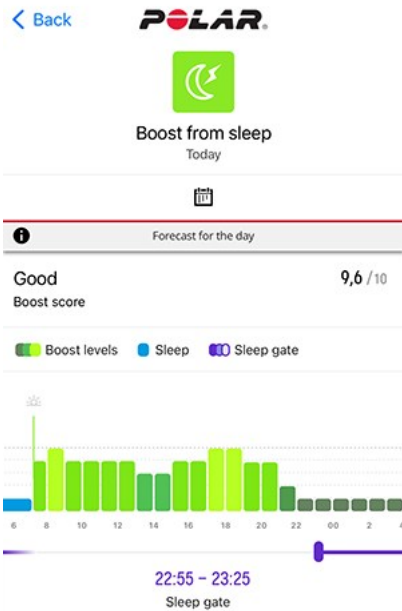 Back
POLAR
Boost from sleep
Today
Forecast for the day
Good
9,6 /10
Boost score
Boost levels
Sleep
Sleep gate
6 8 10 12 14 16 18 20 22 00 2 4
22:55 – 23:25
Sleep gate